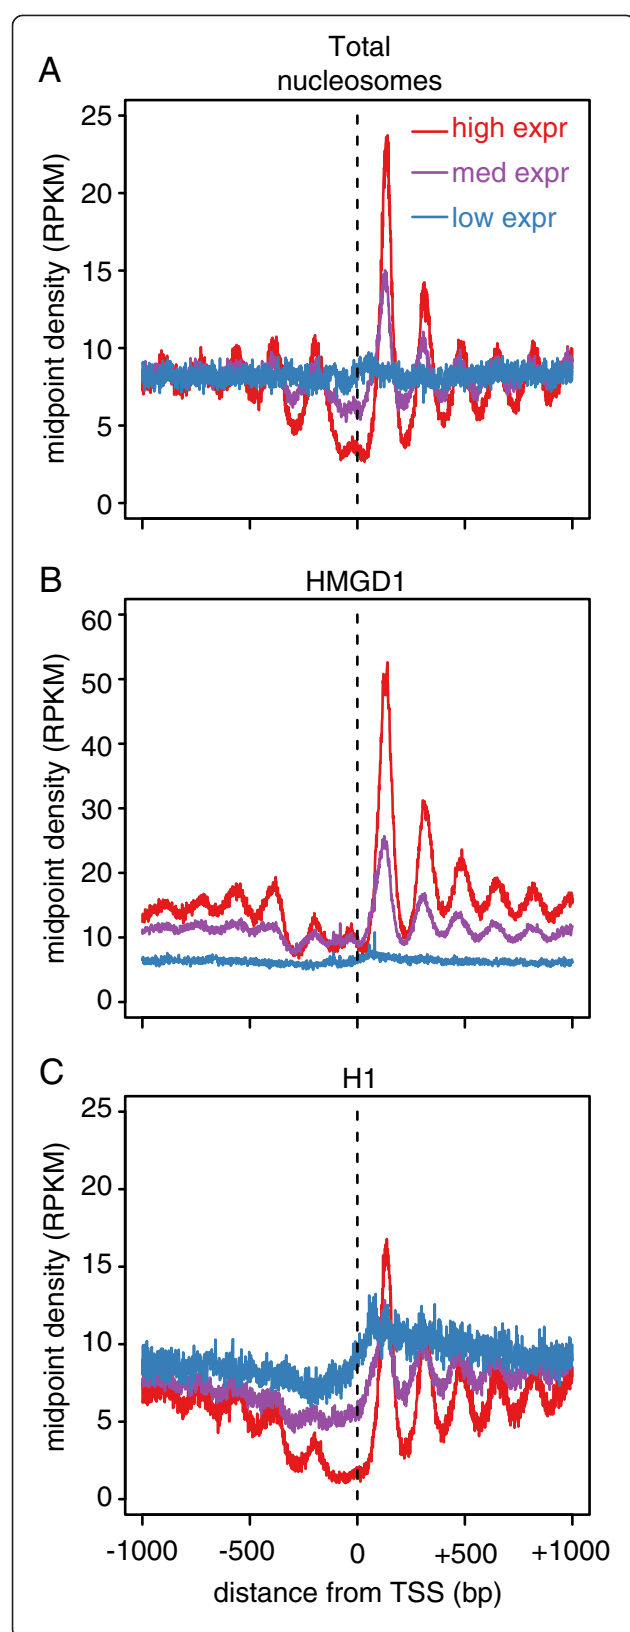 A
Total
nucleosomes
high expr
med expr
low expr
midpoint density (RPKM)
25
20
15
10
5
0
B
HMGD1
midpoint density (RPKM)
60
50
40
30
20
10
0
C
H1
midpoint density (RPKM)
25
20
15
10
5
0
-1000 -500 0 +500 +1000
distance from TSS (bp)